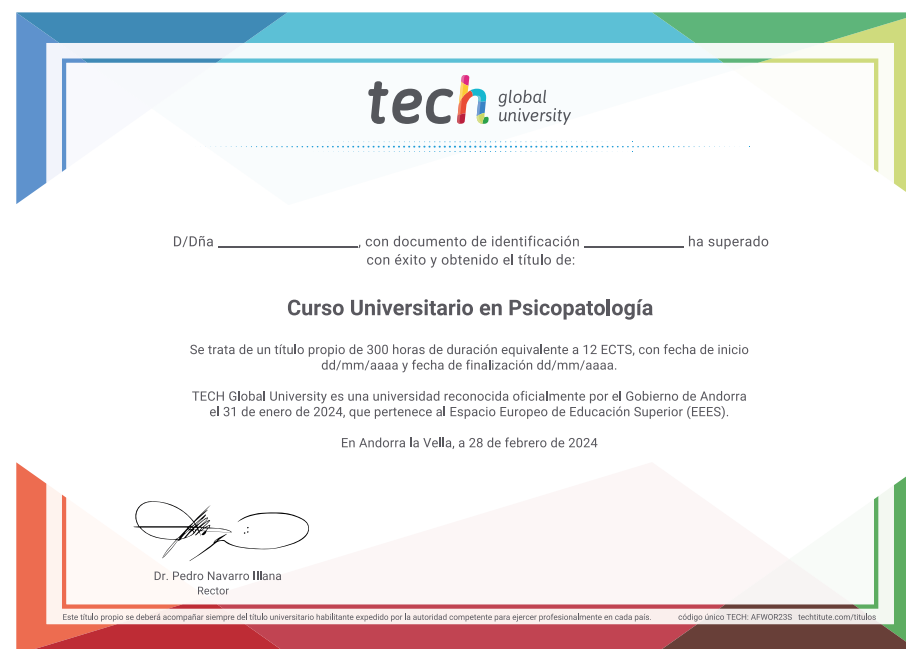 tech global
university
D/Dña ____________________, con documento de identificación ______________ ha superado
con éxito y obtenido el título de:
Curso Universitario en Psicopatología
Se trata de un título propio de 300 horas de duración equivalente a 12 ECTS, con fecha de inicio
dd/mm/aaaa y fecha de finalización dd/mm/aaaa.
TECH Global University es una universidad reconocida oficialmente por el Gobierno de Andorra
el 31 de enero de 2024, que pertenece al Espacio Europeo de Educación Superior (EEES).
En Andorra la Vella, a 28 de febrero de 2024
Dr. Pedro Navarro Illana
Rector
Este título propio se deberá acompañar siempre del título universitario habilitante expedido por la autoridad competente para ejercer profesionalmente en cada país. código único TECH: AFWOR23S techtitute.com/titulos